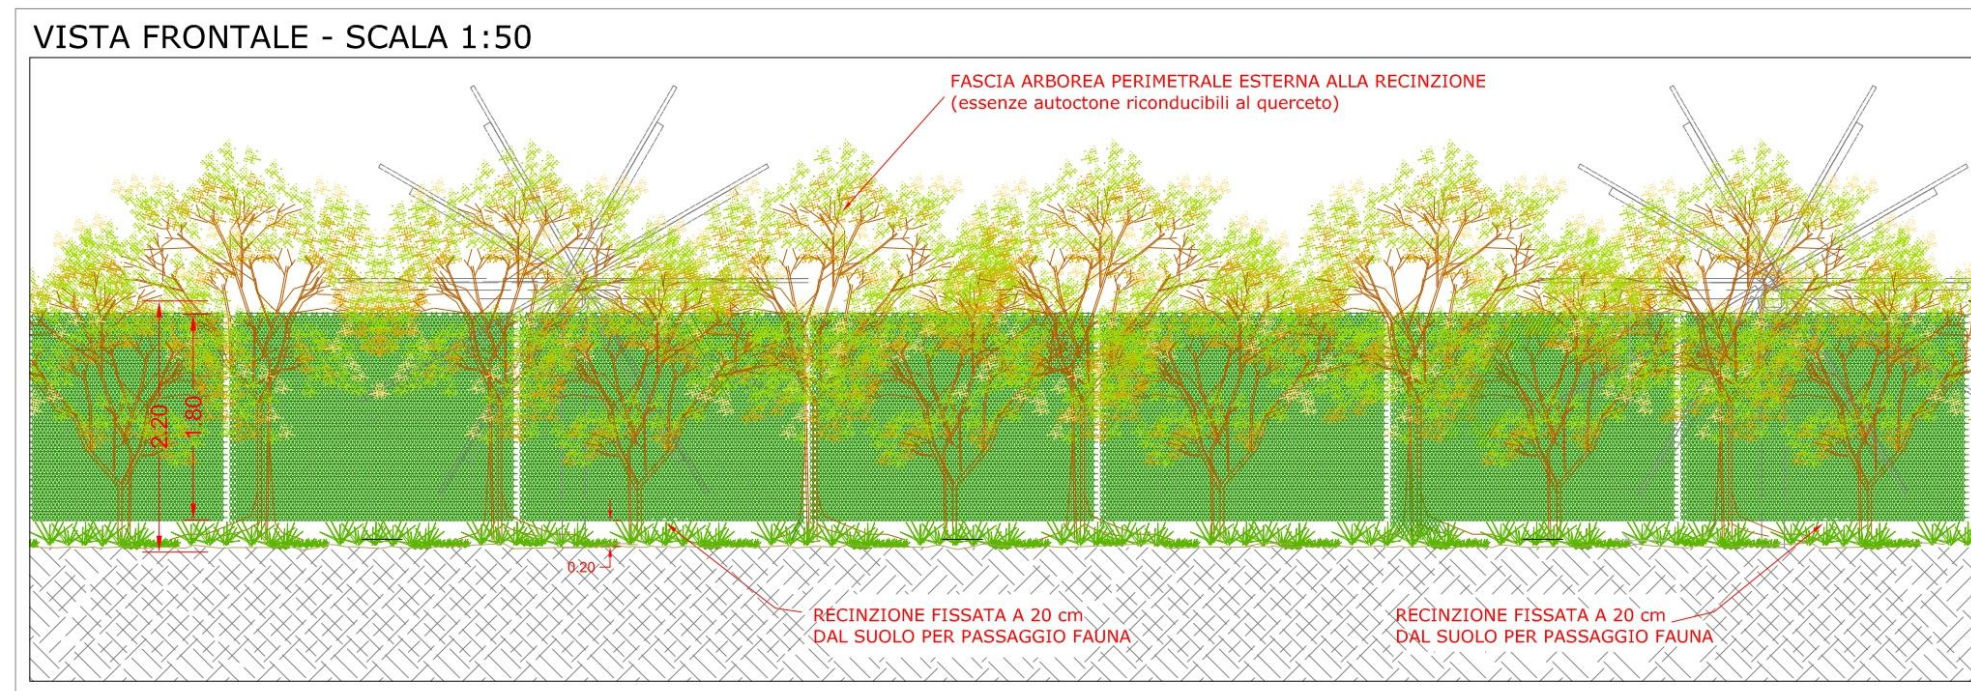 VISTA FRONTALE - SCALA 1:50
FASCIA ARBOREA PERIMETRALE ESTERNA ALLA RECINZIONE
(essenze autoctone riconducibili al querceto)
2.20
1.80
0.20
RECINZIONE FISSATA A 20 cm
DAL SUOLO PER PASSAGGIO FAUNA
RECINZIONE FISSATA A 20 cm
DAL SUOLO PER PASSAGGIO FAUNA